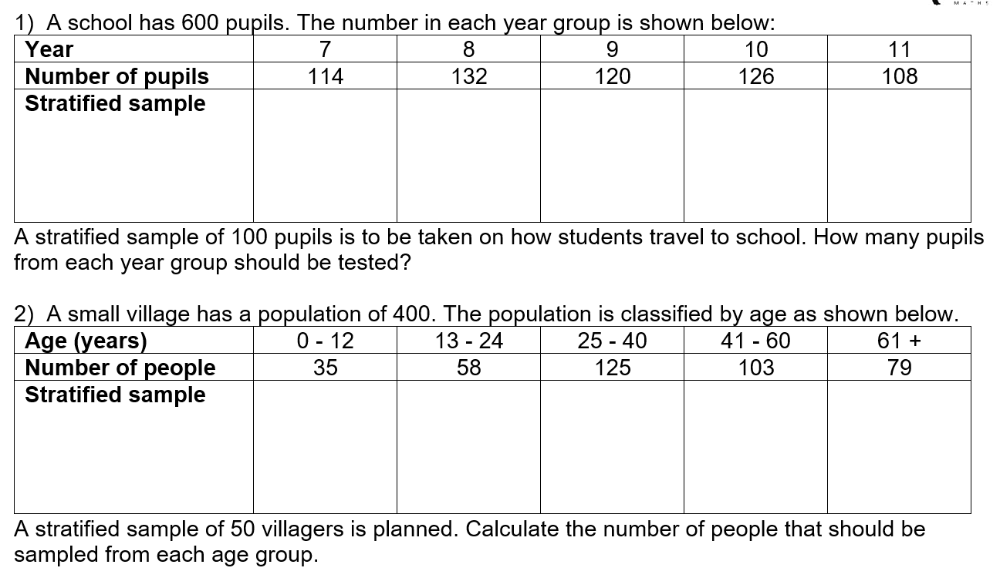 1) A school has 600 pupils. The number in each year group is shown below:
Year 7 8 9 10 11
Number of pupils 114 132 120 126 108
Stratified sample
A stratified sample of 100 pupils is to be taken on how students travel to school. How many pupils
from each year group should be tested?
2) A small village has a population of 400. The population is classified by age as shown below.
Age (years) 0 - 12 13 - 24 25 - 40 41 - 60 61 +
Number of people 35 58 125 103 79
Stratified sample
A stratified sample of 50 villagers is planned. Calculate the number of people that should be
sampled from each age group.